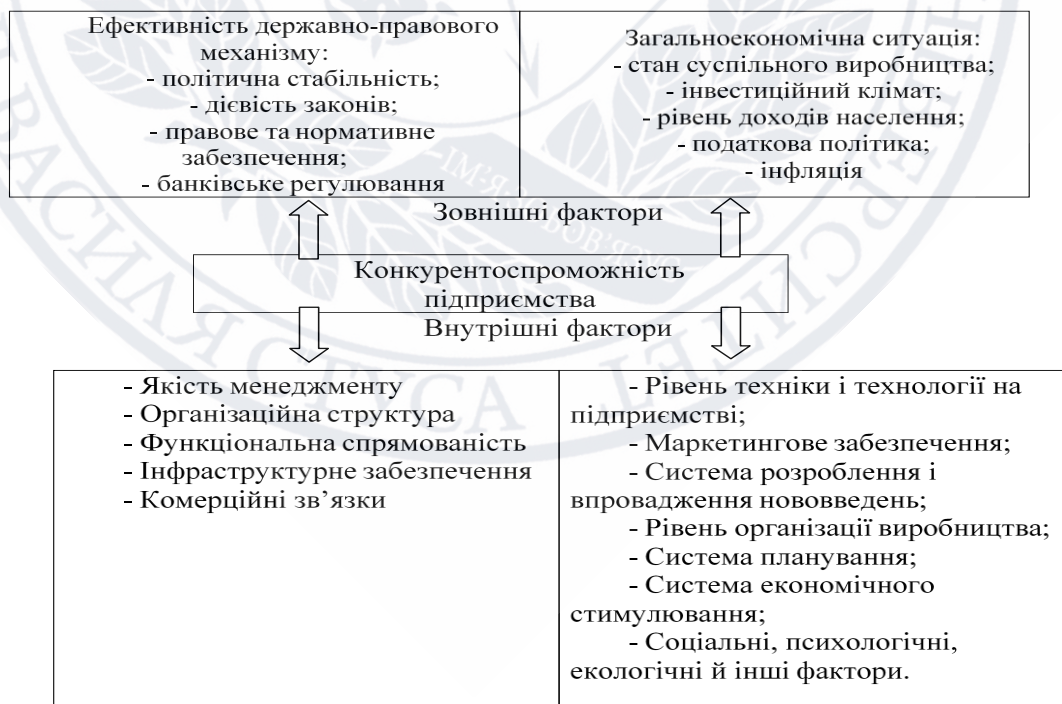 Ефективність державно-правового
механізму:
- політична стабільність;
- дієвість законів;
- правове та нормативне
забезпечення;
- банківське регулювання
Загальноекономічна ситуація:
- стан суспільного виробництва;
- інвестиційний клімат;
- рівень доходів населення;
- податкова політика;
- інфляція
Зовнішні фактори
Конкурентоспроможність
підприємства
Внутрішні фактори
- Якість менеджменту
- Організаційна структура
- Функціональна спрямованість
- Інфраструктурне забезпечення
- Комерційні зв’язки
- Рівень техніки і технології на
підприємстві;
- Маркетингове забезпечення;
- Система розроблення і
впровадження нововведень;
- Рівень організації виробництва;
- Система планування;
- Система економічного
стимулювання;
- Соціальні, психологічні,
екологічні й інші фактори.
ВАСИЛЯ СТУСА